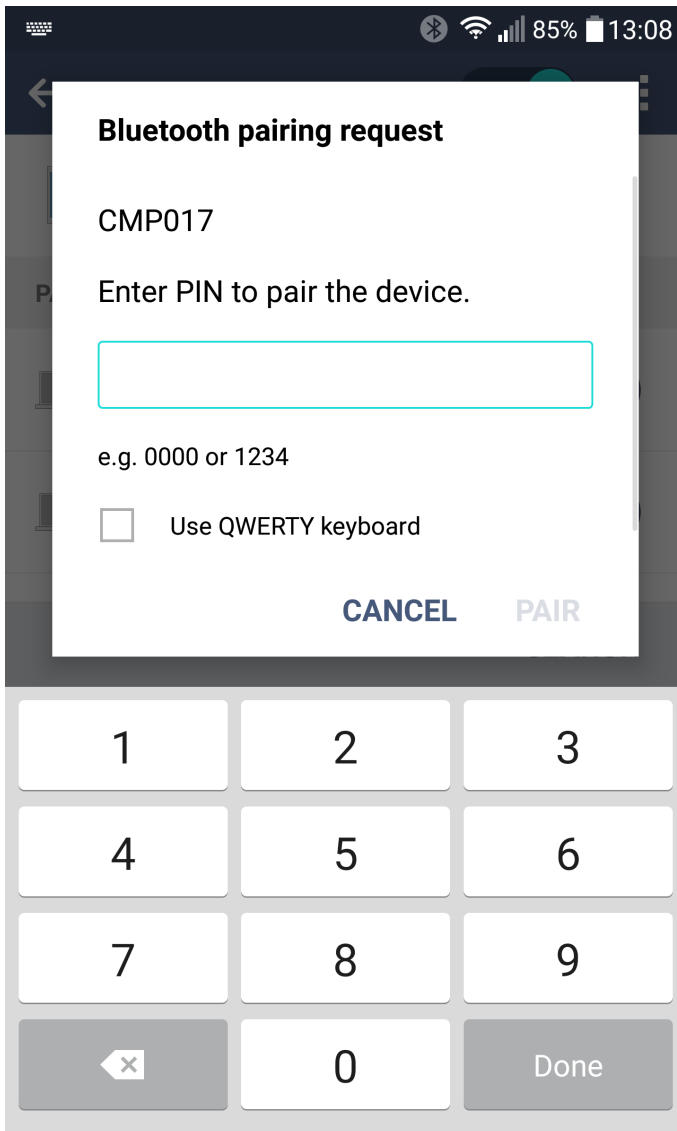 85% 13:08
Bluetooth pairing request
CMP017
Enter PIN to pair the device.
e.g. 0000 or 1234
Use QWERTY keyboard
CANCEL PAIR
1 2 3
4 5 6
7 8 9
0 Done